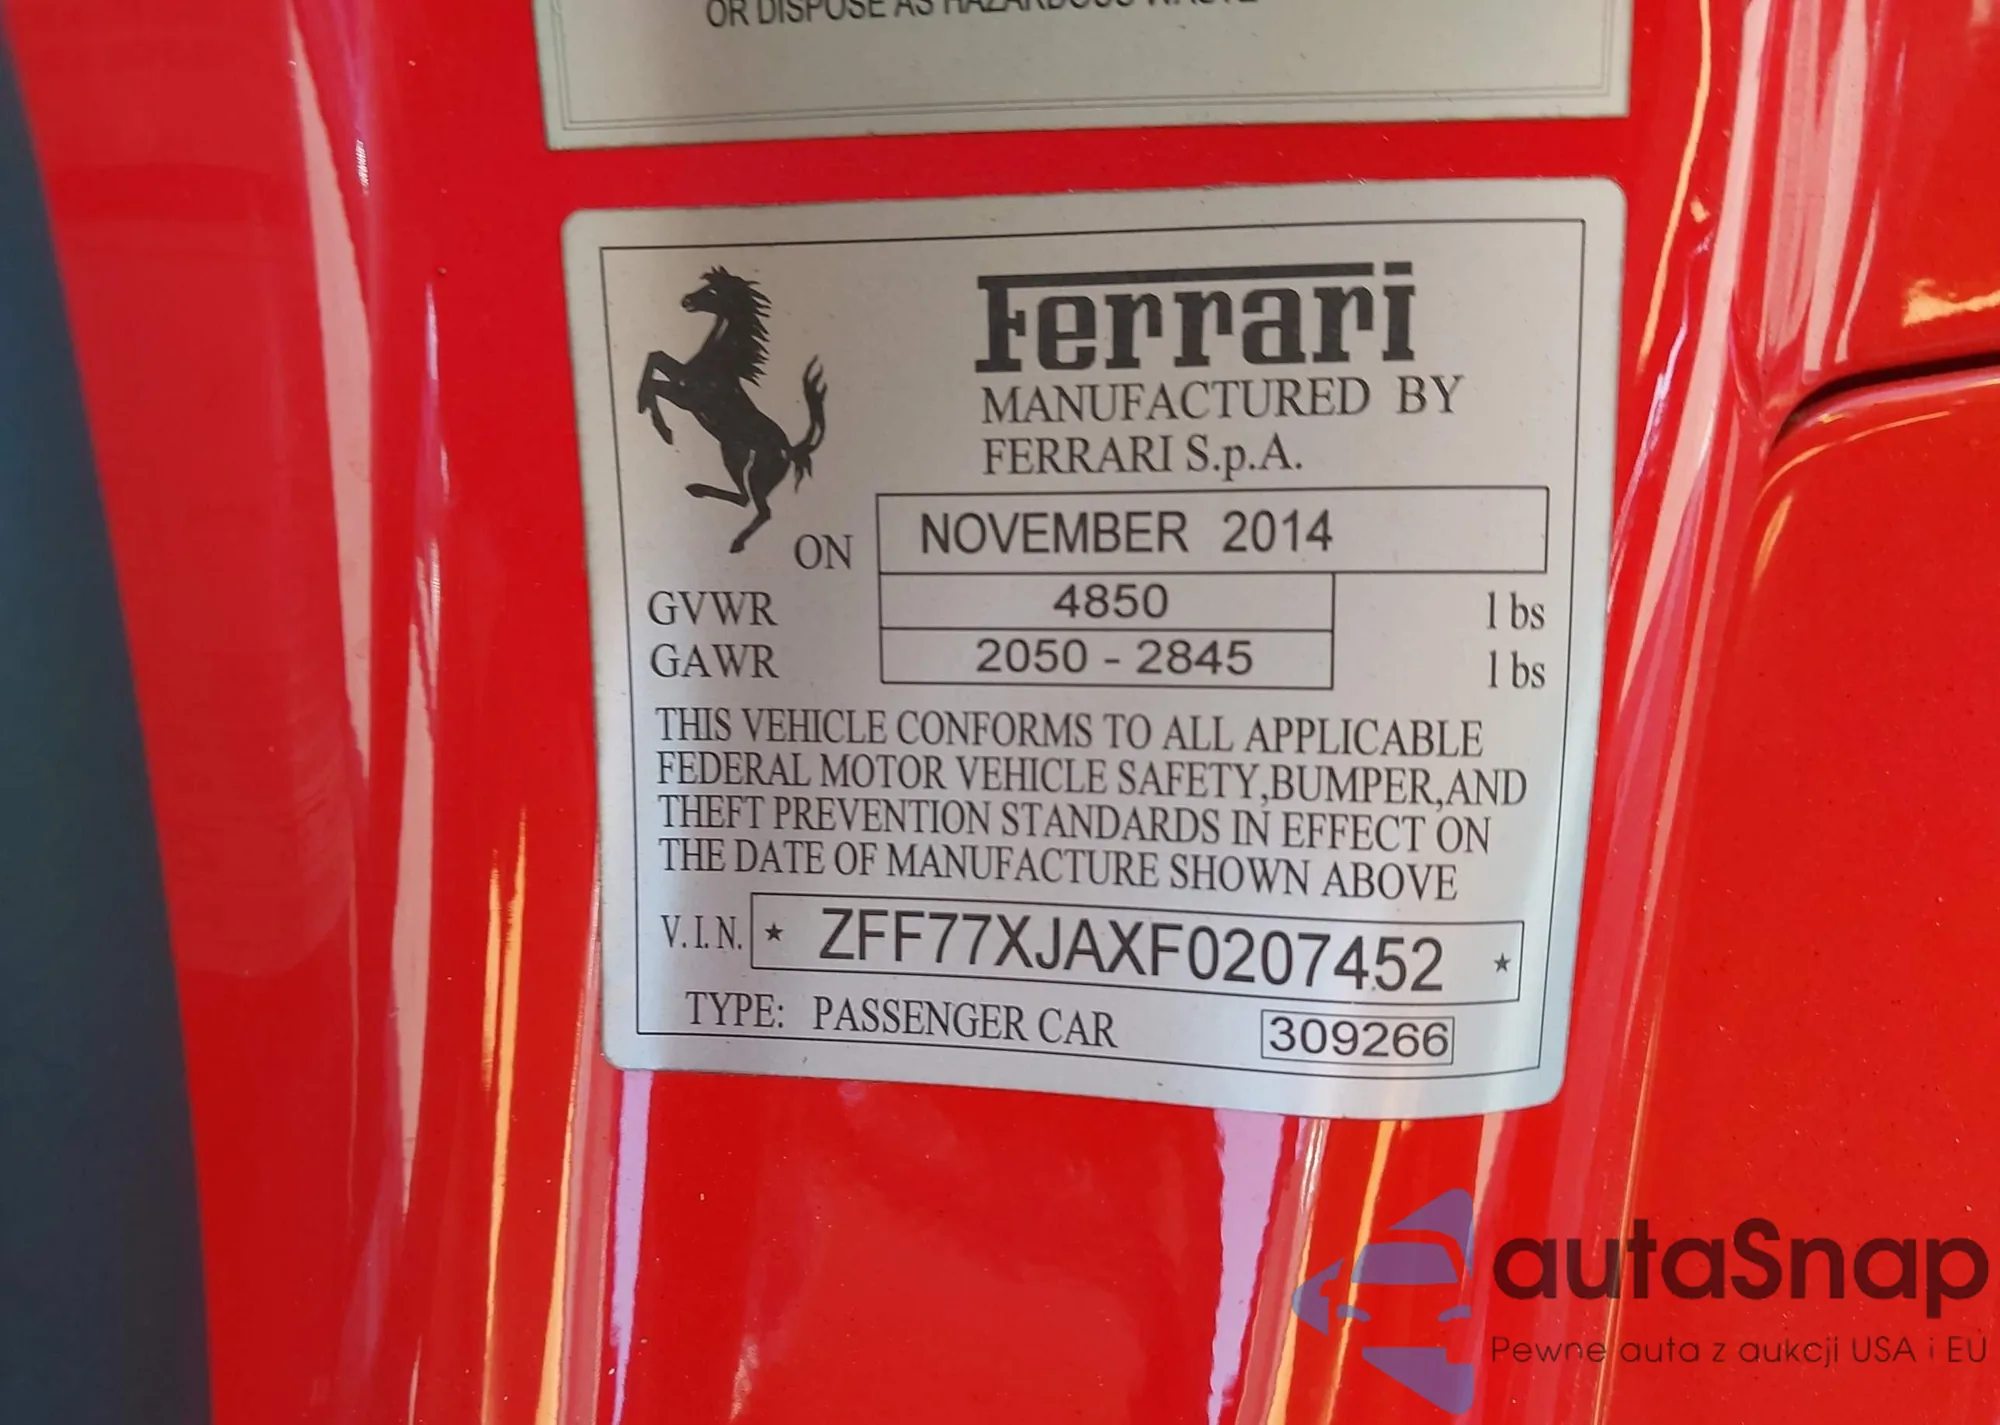 OR DISPOSE AS HAZARDOUS WASTE
Ferrari
MANUFACTURED BY
FERRARI S.p.A.
ON NOVEMBER 2014
GVWR 4850 lbs
GAWR 2050 - 2845 lbs
THIS VEHICLE CONFORMS TO ALL APPLICABLE
FEDERAL MOTOR VEHICLE SAFETY,BUMPER,AND
THEFT PREVENTION STANDARDS IN EFFECT ON
THE DATE OF MANUFACTURE SHOWN ABOVE
V.I.N. ★ ZFF77XJAXF0207452 ★
TYPE: PASSENGER CAR 309266
autaSnap
Pewne auta z aukcji USA i EU